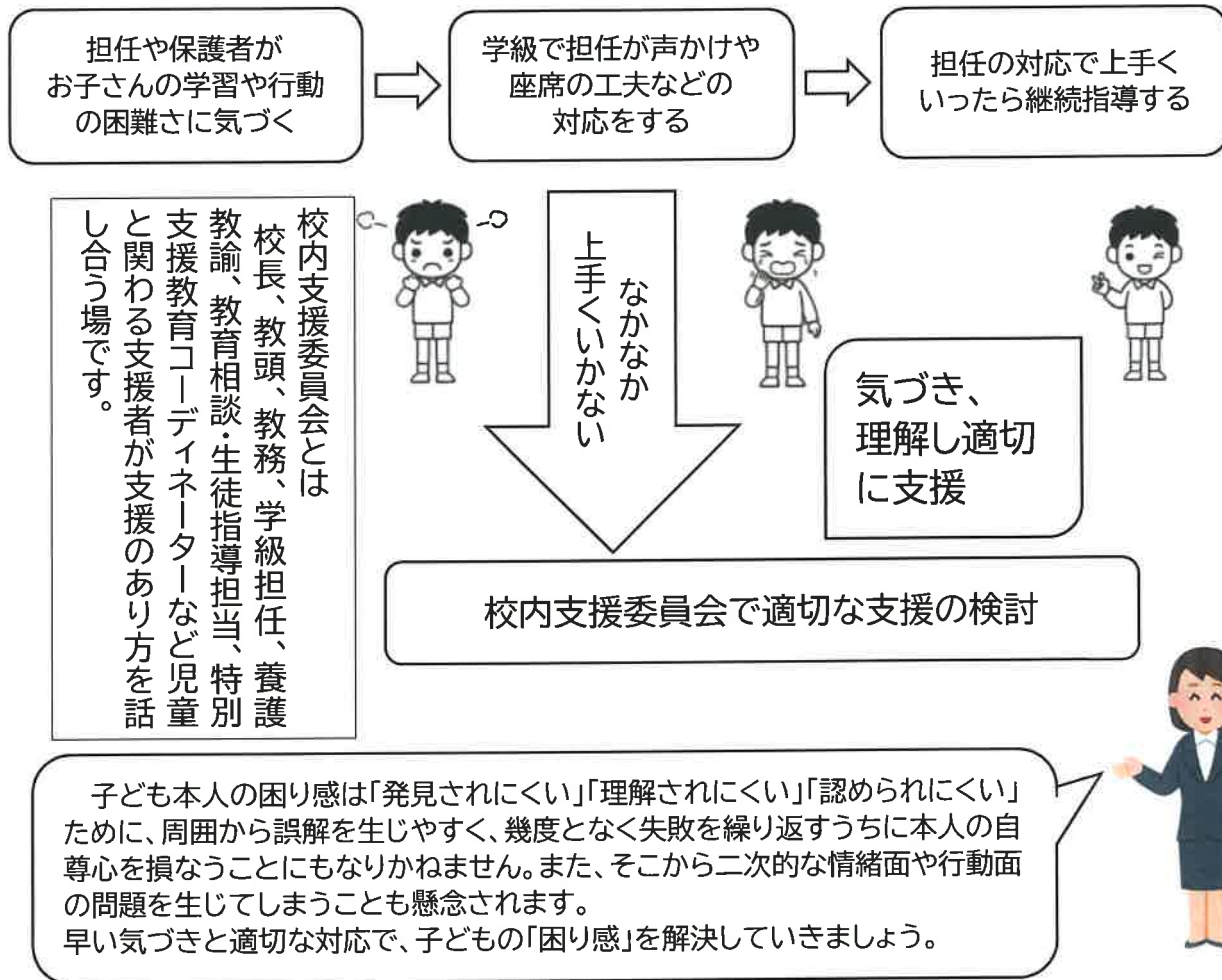 担任や保護者が
お子さんの学習や行動
の困難さに気づく
学級で担任が声かけや
座席の工夫などの
対応をする
担任の対応で上手く
いったら継続指導する
校内支援委員会とは
校長、教頭、教務、学級担任、養護
教諭、教育相談・生徒指導担当、特別
支援教育コーディネーターなど児童
と関わる支援者が支援のあり方を話
し合う場です。
なかなか
上手くいかない
気づき、
理解し適切
に支援
校内支援委員会で適切な支援の検討
子ども本人の困り感は「発見されにくい」「理解されにくい」「認められにくい」
ために、周囲から誤解を生じやすく、幾度となく失敗を繰り返すうちに本人の自
尊心を損なうことにもなりかねません。また、そこから二次的な情緒面や行動面
の問題を生じてしまうことも懸念されます。
早い気づきと適切な対応で、子どもの「困り感」を解決していきましょう。